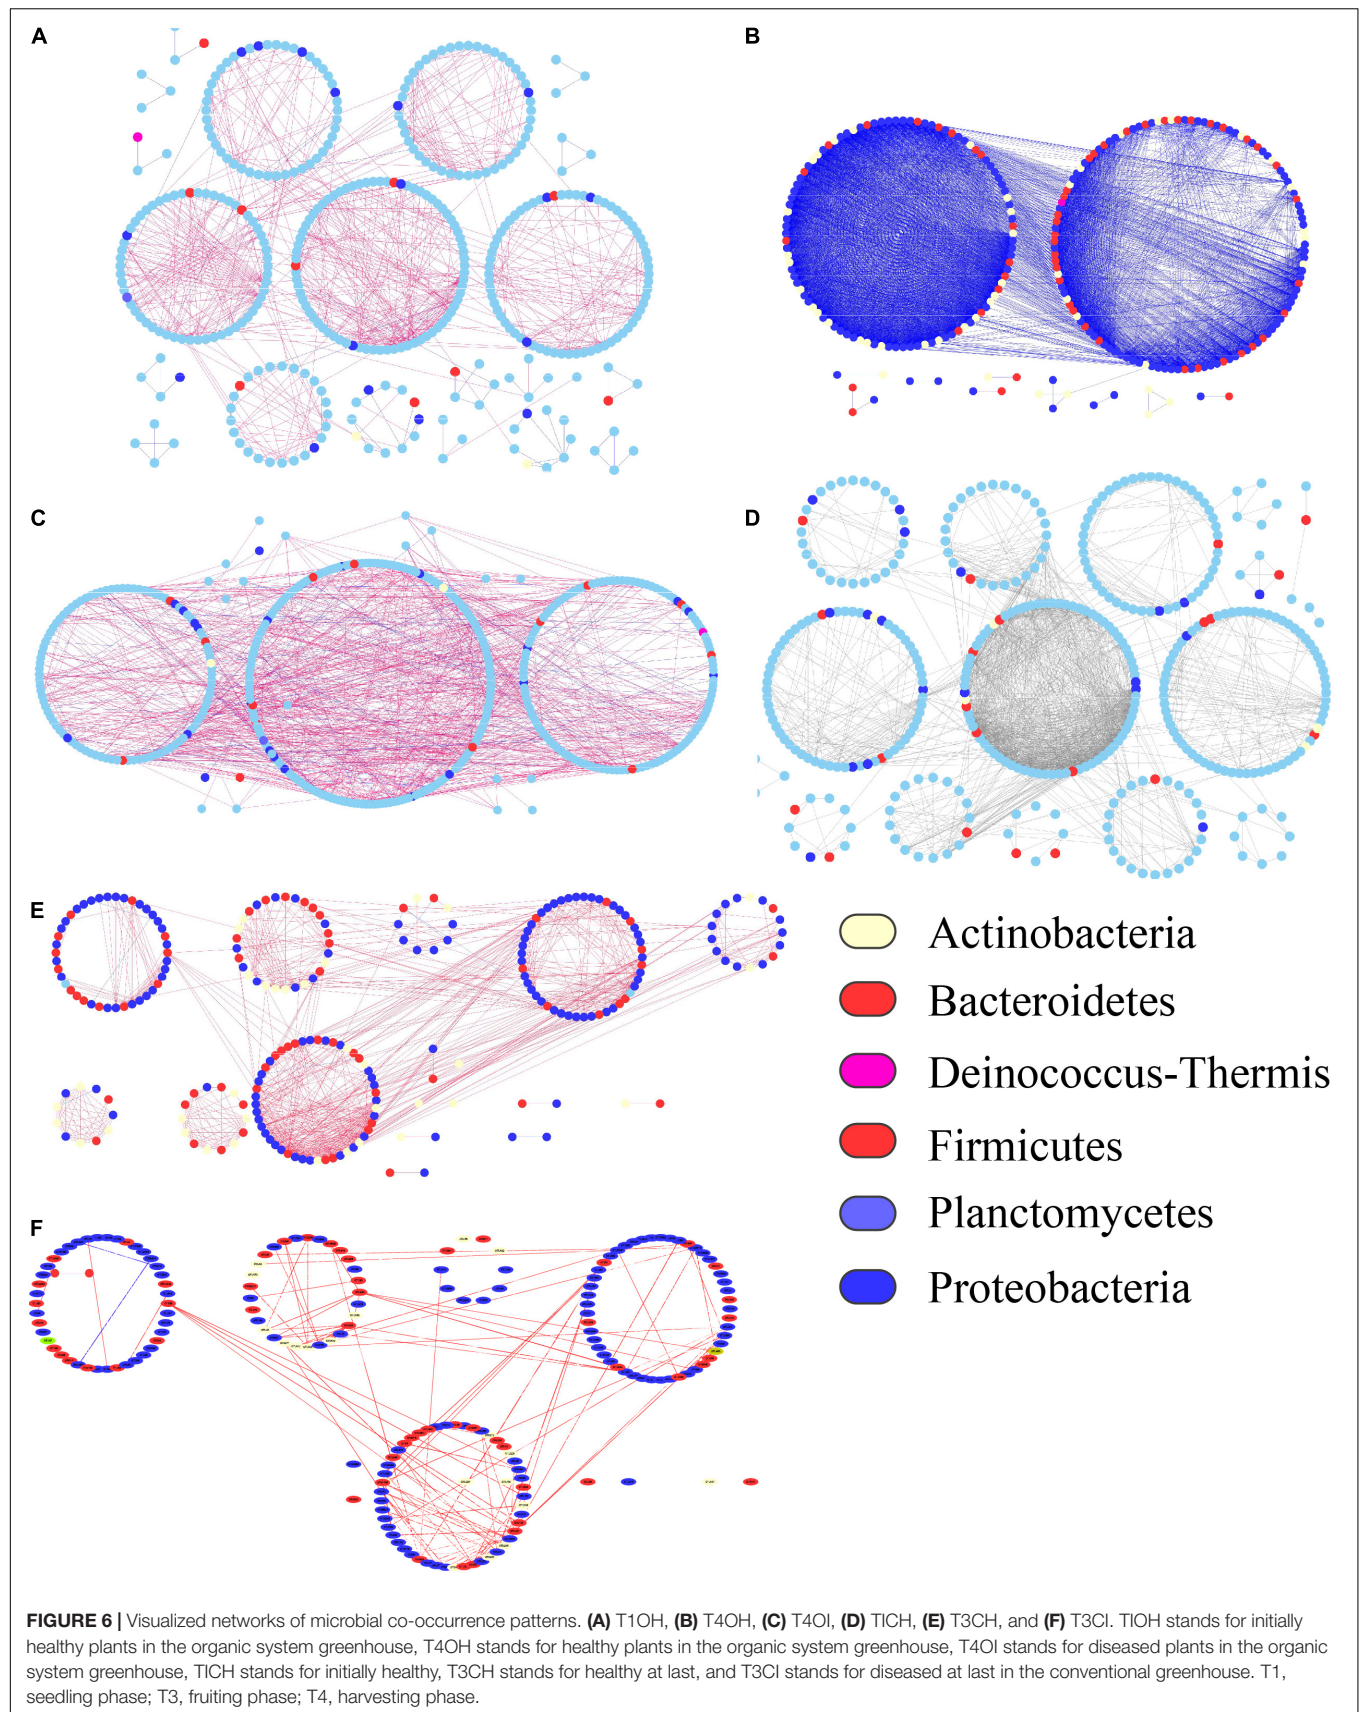 A
B
C
D
E
Actinobacteria
Bacteroidetes
Deinococcus-Thermis
Firmicutes
Planctomycetes
Proteobacteria
F
FIGURE 6 | Visualized networks of microbial co-occurrence patterns. (A) T1OH, (B) T4OH, (C) T4OI, (D) TICH, (E) T3CH, and (F) T3CI. TIOH stands for initially
healthy plants in the organic system greenhouse, T4OH stands for healthy plants in the organic system greenhouse, T4OI stands for diseased plants in the organic
system greenhouse, TICH stands for initially healthy, T3CH stands for healthy at last, and T3CI stands for diseased at last in the conventional greenhouse. T1,
seedling phase; T3, fruiting phase; T4, harvesting phase.